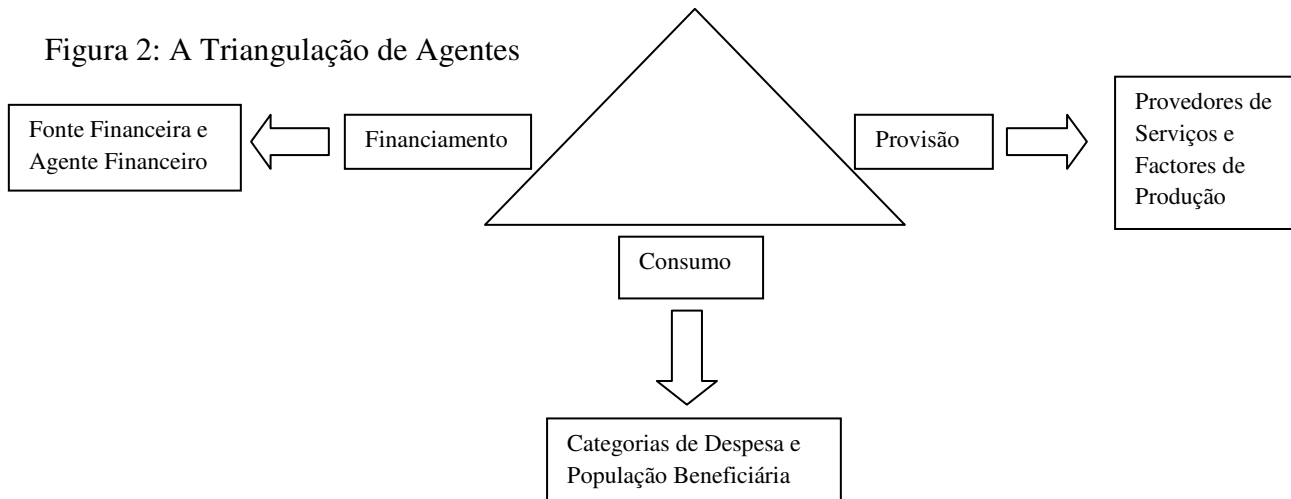 Figura 2: A Triangulação de Agentes
Fonte Financeira e
Agente Financeiro
Financiamento
Provisão
Provedores de
Serviços e
Factores de
Produção
Consumo
Categorias de Despesa e
População Beneficiária